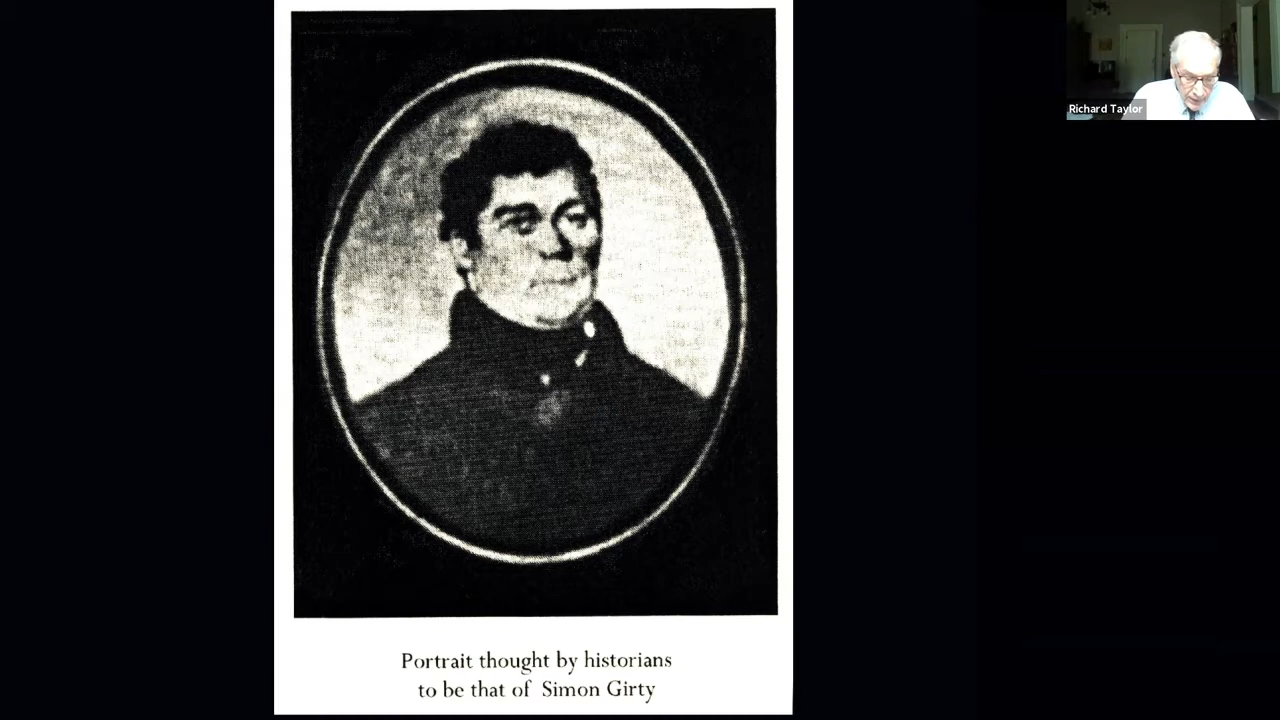 Richard Taylor
Portrait thought by historians
to be that of Simon Girty